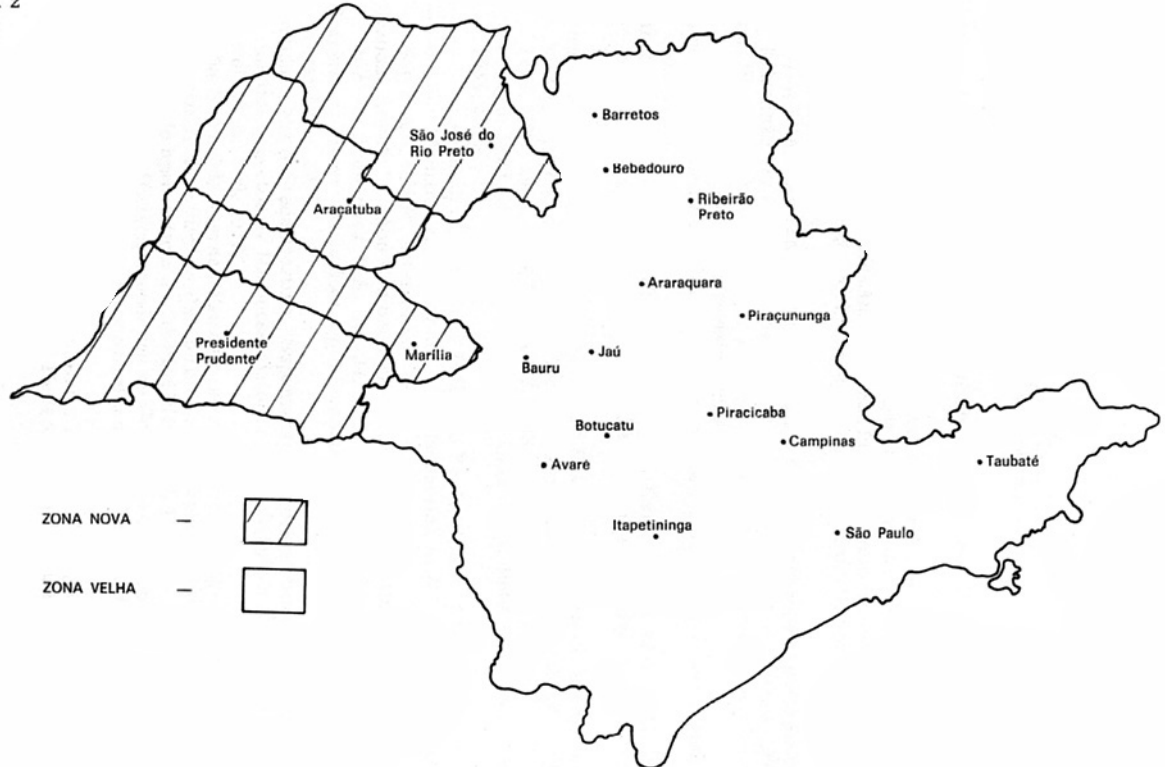 Barretos
São José do
Rio Preto
Bebedouro
Ribeirão
Preto
Araçatuba
Araraquara
Piraçununga
Presidente
Prudente
Marília
Bauru
Jaú
Piracicaba
Botucatu
Campinas
Avaré
Taubaté
ZONA NOVA —
Itapetininga
São Paulo
ZONA VELHA —